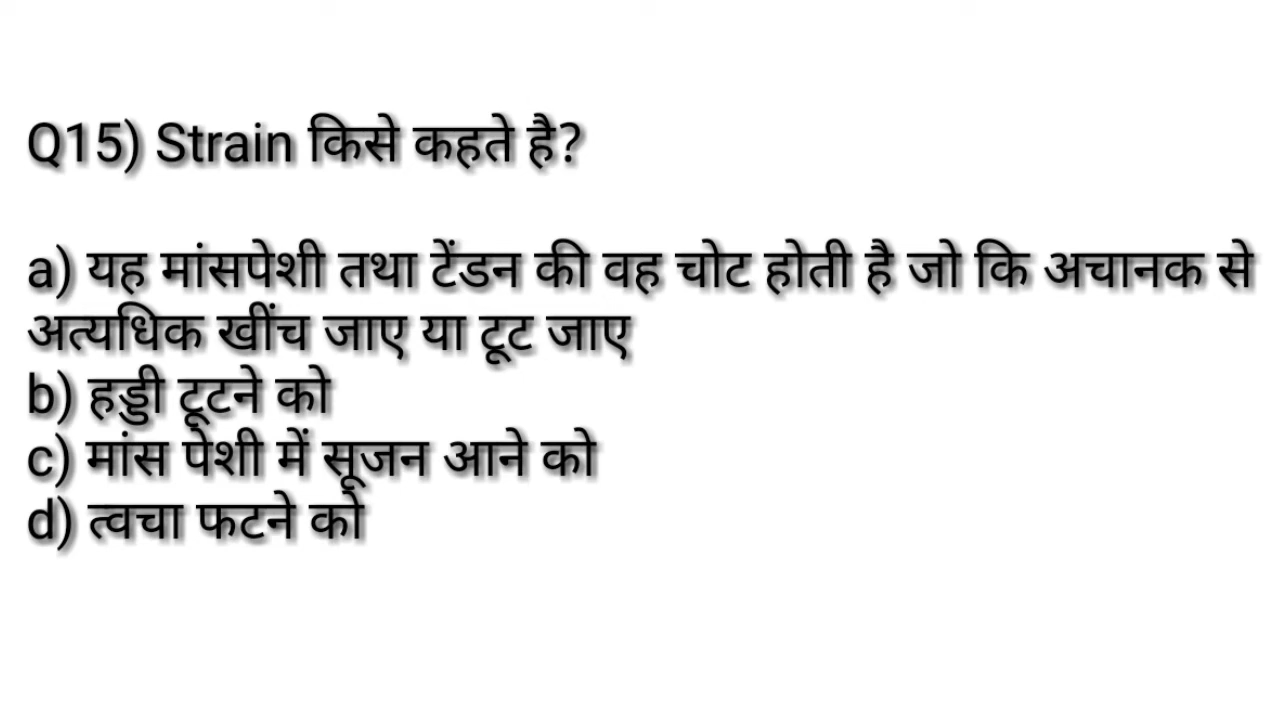 Q15) Strain किसे कहते है?
a) यह मांसपेशी तथा टेंडन की वह चोट होती है जो कि अचानक से
अत्यधिक खींच जाए या टूट जाए
b) हड्डी टूटने को
c) मांस पेशी में सूजन आने को
d) त्वचा फटने को